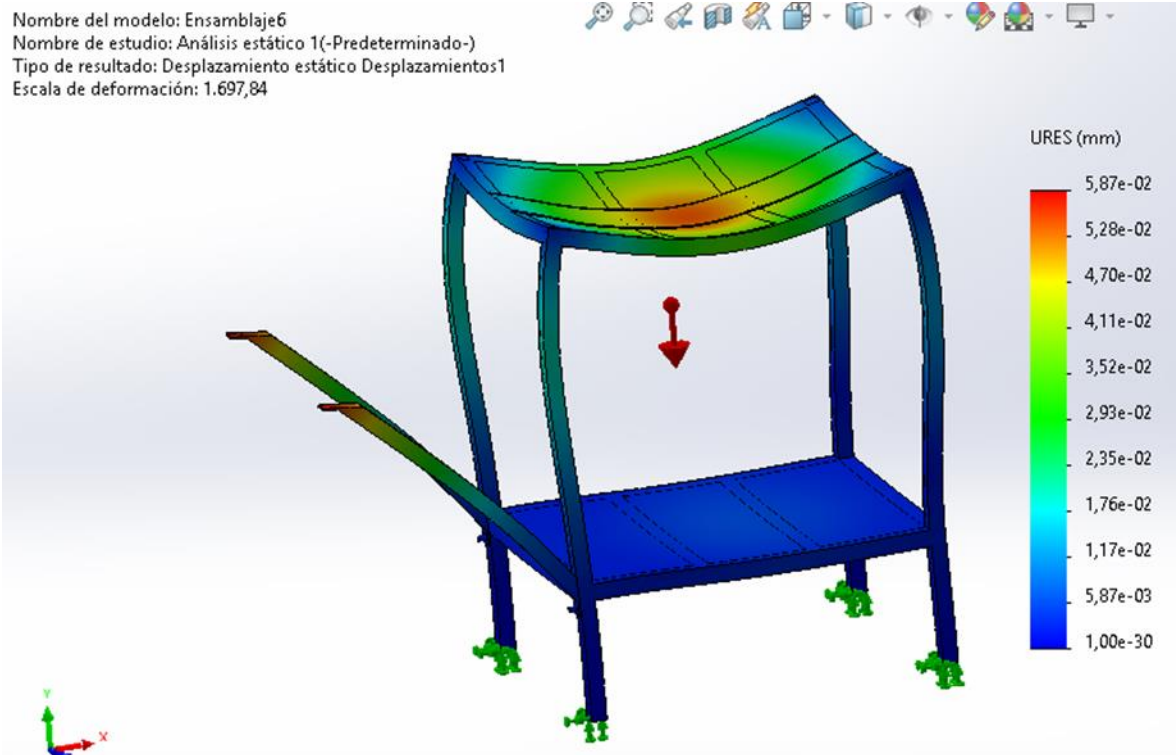 Nombre del modelo: Ensamblaje6
Nombre de estudio: Análisis estático 1(-Predeterminado-)
Tipo de resultado: Desplazamiento estático Desplazamientos1
Escala de deformación: 1.697,84
URES (mm)
5,87e-02
5,28e-02
4,70e-02
4,11e-02
3,52e-02
2,93e-02
2,35e-02
1,76e-02
1,17e-02
5,87e-03
1,00e-30
Y
X